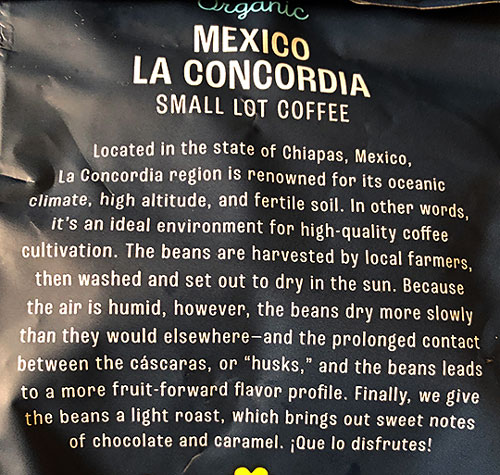 Organic
MEXICO
LA CONCORDIA
SMALL LOT COFFEE
Located in the state of Chiapas, Mexico,
La Concordia region is renowned for its oceanic
climate, high altitude, and fertile soil. In other words,
it's an ideal environment for high-quality coffee
cultivation. The beans are harvested by local farmers,
then washed and set out to dry in the sun. Because
the air is humid, however, the beans dry more slowly
than they would elsewhere—and the prolonged contact
between the cáscaras, or “husks,” and the beans leads
to a more fruit-forward flavor profile. Finally, we give
the beans a light roast, which brings out sweet notes
of chocolate and caramel. ¡Que lo disfrutes!